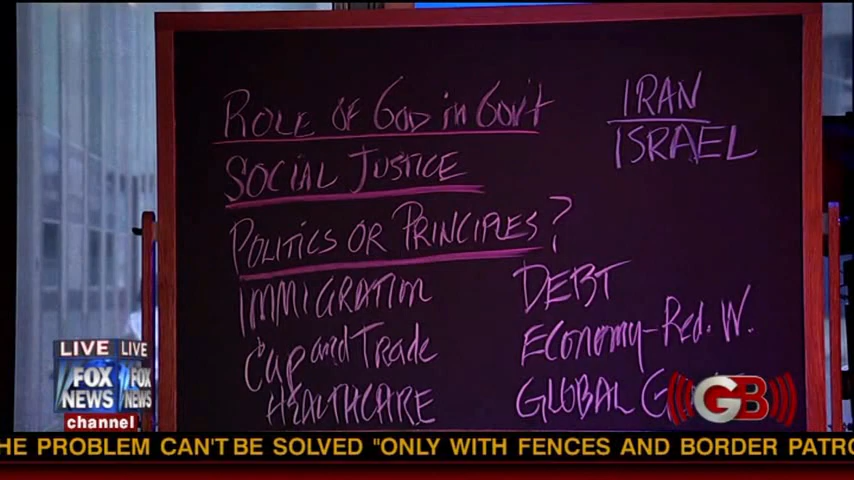 ROLE OF GOD in GOV't
SOCIAL JUSTICE
POLITICS OR PRINCIPLES?
IMMIGRATION
Cap and Trade
HEALTHCARE
IRAN
ISRAEL
DEBT
ECONOMY-RED. W.
GLOBAL G
GB
LIVE LIVE
FOX FOX
NEWS NEWS
channel
HE PROBLEM CAN'T BE SOLVED "ONLY WITH FENCES AND BORDER PATRO